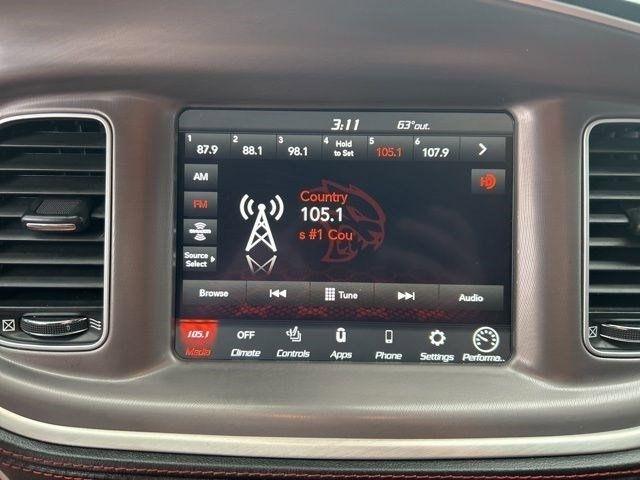 3:11 63°out.
1 87.9 2 88.1 3 98.1 4 Hold to Set 5 105.1 6 107.9
AM
FM
Country
105.1
s #1 Cou
Source
Select
Browse Tune Audio
105.1 OFF
Media Climate Controls Apps Phone Settings Performa..